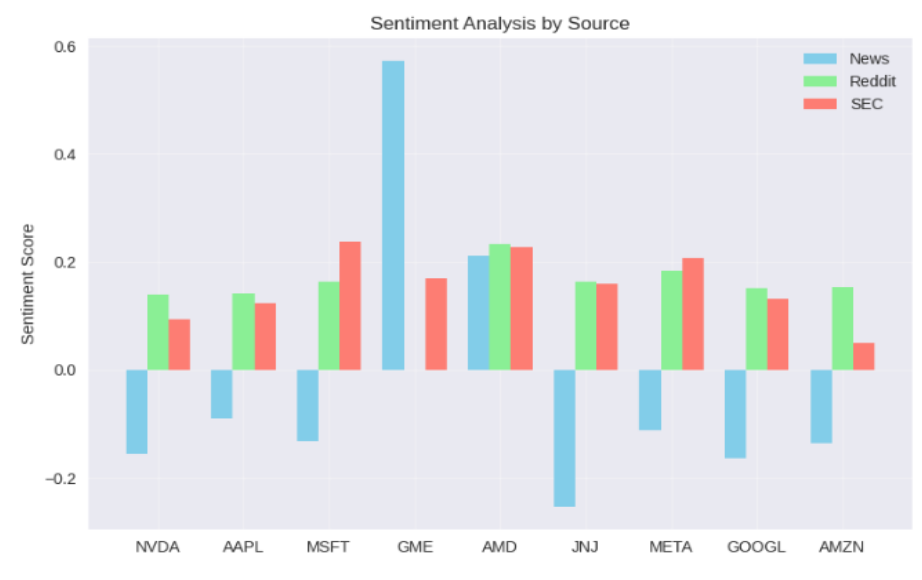 Sentiment Analysis by Source
News
Reddit
SEC
Sentiment Score
0.6
0.4
0.2
0.0
−0.2
NVDA AAPL MSFT GME AMD JNJ META GOOGL AMZN